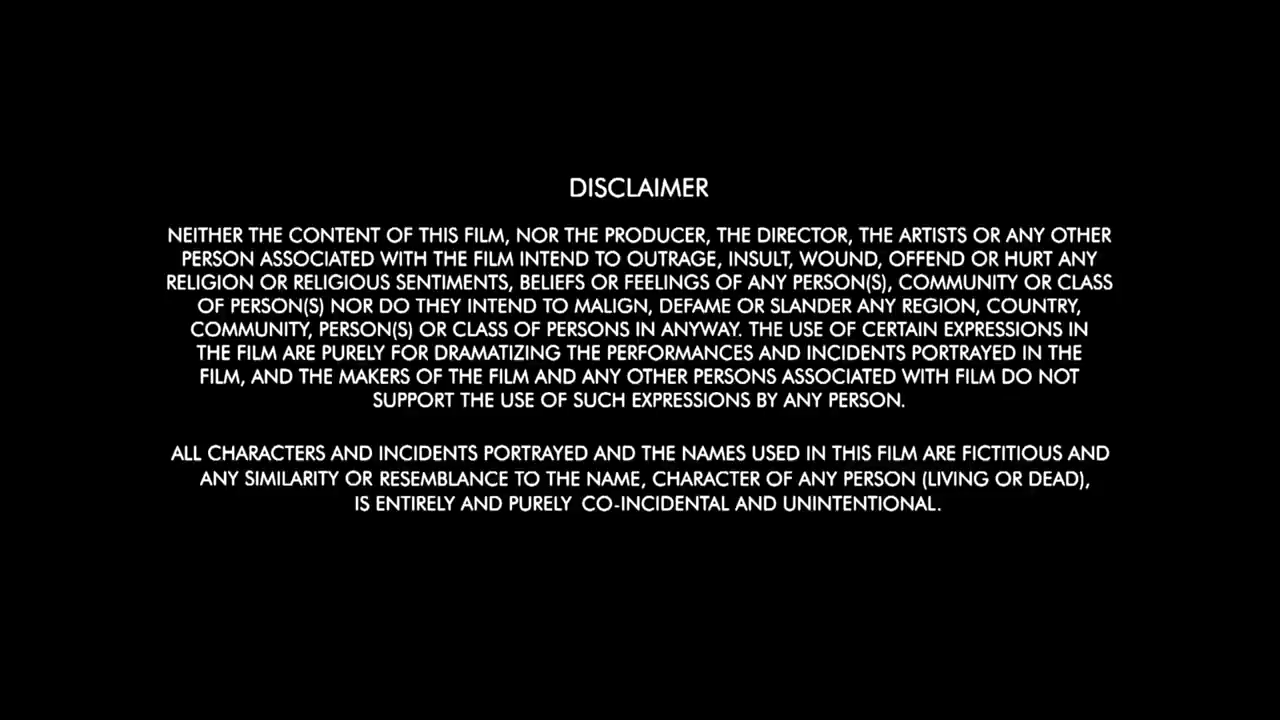 DISCLAIMER
NEITHER THE CONTENT OF THIS FILM, NOR THE PRODUCER, THE DIRECTOR, THE ARTISTS OR ANY OTHER
PERSON ASSOCIATED WITH THE FILM INTEND TO OUTRAGE, INSULT, WOUND, OFFEND OR HURT ANY
RELIGION OR RELIGIOUS SENTIMENTS, BELIEFS OR FEELINGS OF ANY PERSON(S), COMMUNITY OR CLASS
OF PERSON(S) NOR DO THEY INTEND TO MALIGN, DEFAME OR SLANDER ANY REGION, COUNTRY,
COMMUNITY, PERSON(S) OR CLASS OF PERSONS IN ANYWAY. THE USE OF CERTAIN EXPRESSIONS IN
THE FILM ARE PURELY FOR DRAMATIZING THE PERFORMANCES AND INCIDENTS PORTRAYED IN THE
FILM, AND THE MAKERS OF THE FILM AND ANY OTHER PERSONS ASSOCIATED WITH FILM DO NOT
SUPPORT THE USE OF SUCH EXPRESSIONS BY ANY PERSON.
ALL CHARACTERS AND INCIDENTS PORTRAYED AND THE NAMES USED IN THIS FILM ARE FICTITIOUS AND
ANY SIMILARITY OR RESEMBLANCE TO THE NAME, CHARACTER OF ANY PERSON (LIVING OR DEAD),
IS ENTIRELY AND PURELY CO-INCIDENTAL AND UNINTENTIONAL.